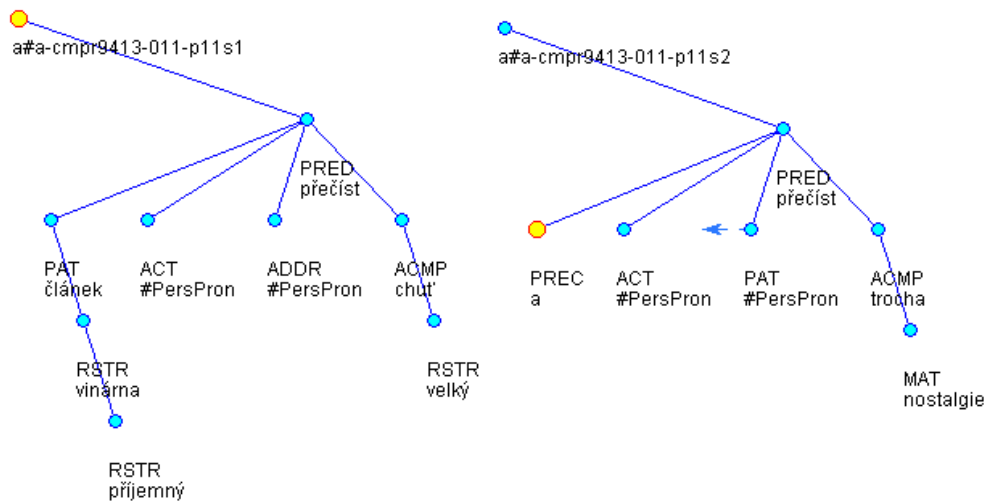 a#a-cmpr9413-011-p11s1
PRED
přečíst
PAT
článek
ACT
#PersPron
ADDR
#PersPron
ACMP
chuť
RSTR
vinárna
RSTR
velký
RSTR
příjemný
a#a-cmpr9413-011-p11s2
PRED
přečíst
PREC
a
ACT
#PersPron
PAT
#PersPron
ACMP
trocha
MAT
nostalgie